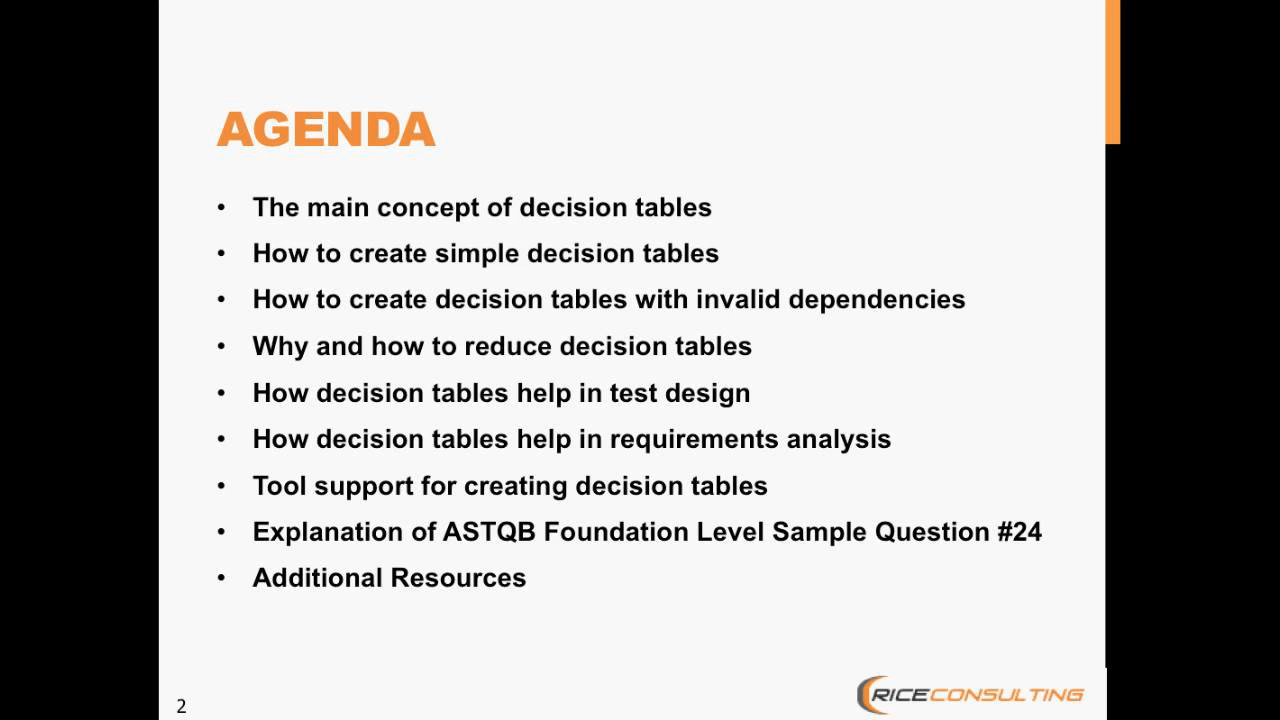 AGENDA
• The main concept of decision tables
• How to create simple decision tables
• How to create decision tables with invalid dependencies
• Why and how to reduce decision tables
• How decision tables help in test design
• How decision tables help in requirements analysis
• Tool support for creating decision tables
• Explanation of ASTQB Foundation Level Sample Question #24
• Additional Resources
2
RICECONSULTING